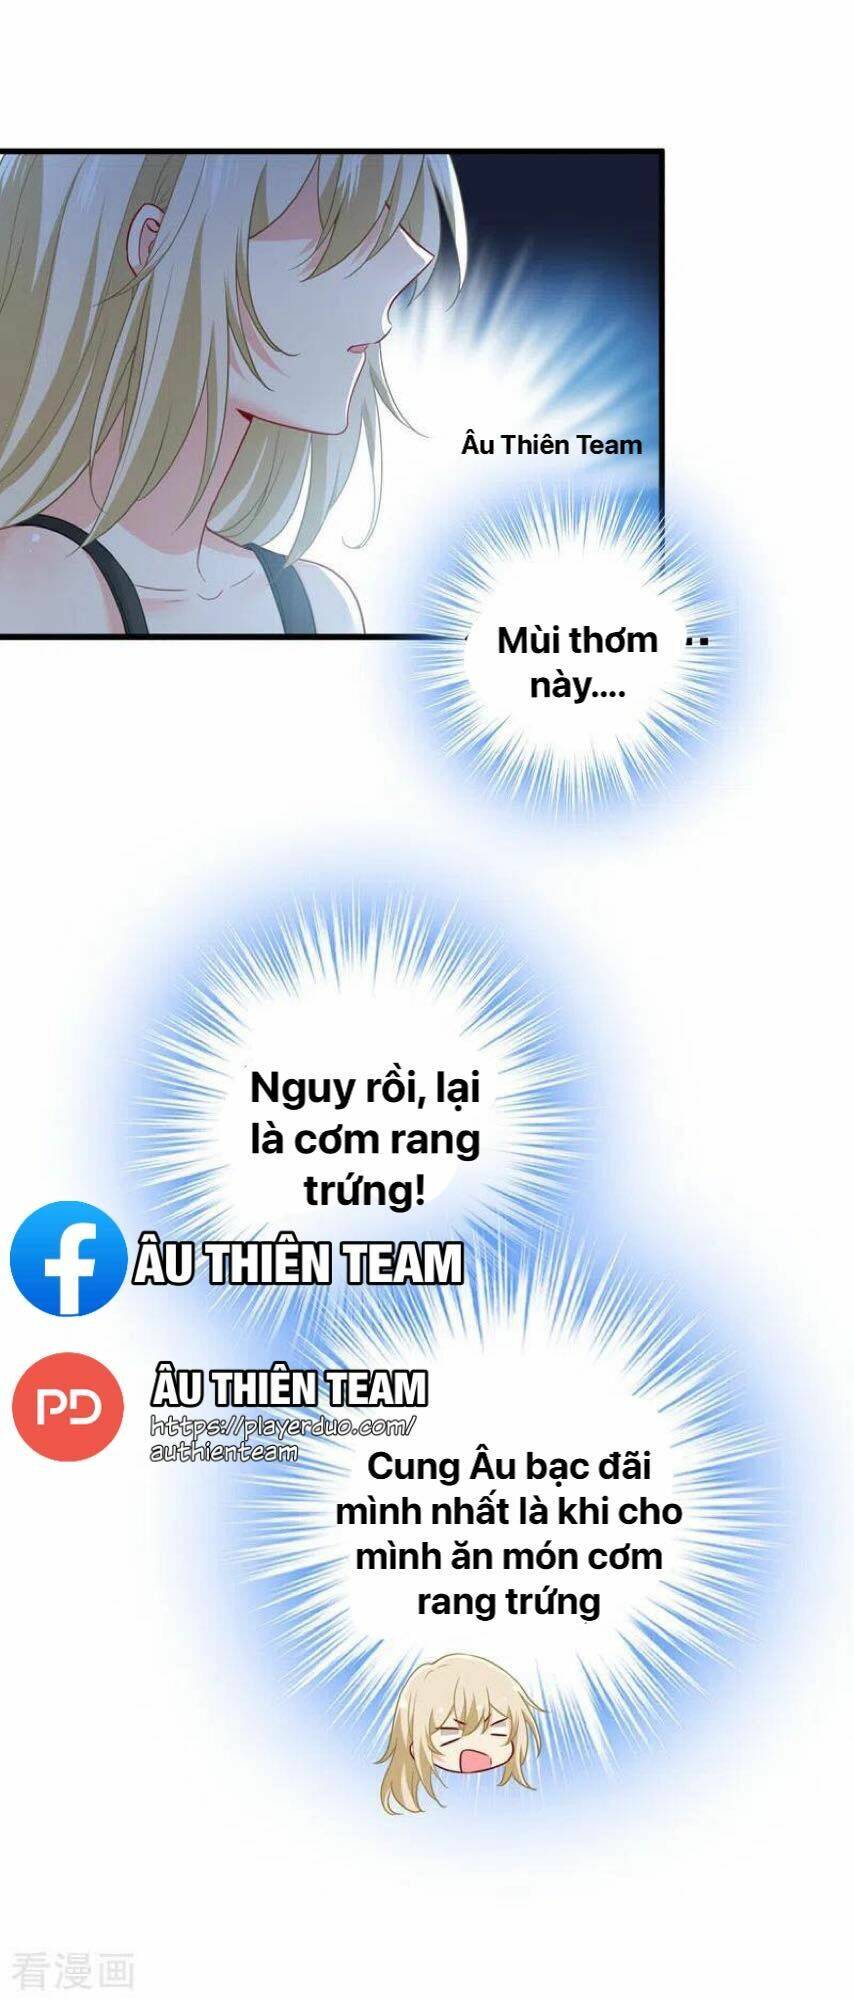 Âu Thiên Team
Mùi thơm
này....
Nguy rồi, lại
là cơm rang
trứng!
ÂU THIÊN TEAM
PD
ÂU THIÊN TEAM
https://playerduo.com/
authienteam
Cung Âu bạc đãi
mình nhất là khi cho
mình ăn món cơm
rang trứng
看漫画